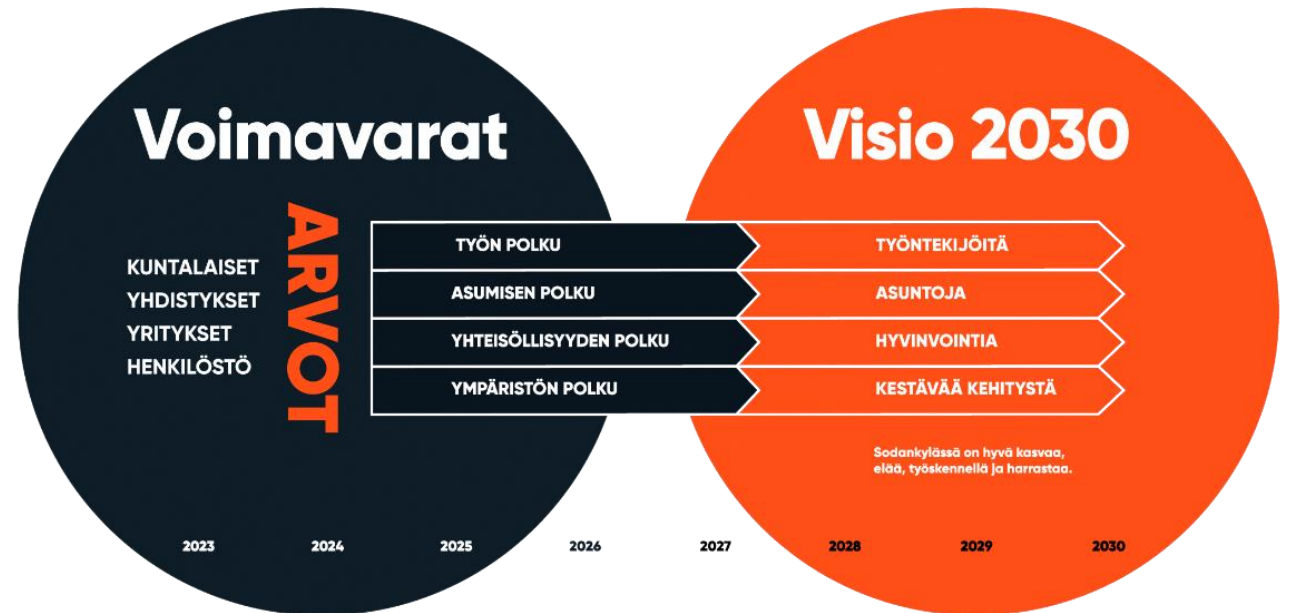 Voimavarat
KUNTALAISET
YHDISTYKSET
YRITYKSET
HENKILÖSTÖ
ARVOT
TYÖN POLKU
ASUMISEN POLKU
YHTEISÖLLISYYDEN POLKU
YMPÄRISTÖN POLKU
Visio 2030
TYÖNTEKIJÖITÄ
ASUNTOJA
HYVINVOINTIA
KESTÄVÄÄ KEHITYSTÄ
Sodankylässä on hyvä kasvaa,
elää, työskennellä ja harrastaa.
2023 2024 2025 2026 2027 2028 2029 2030